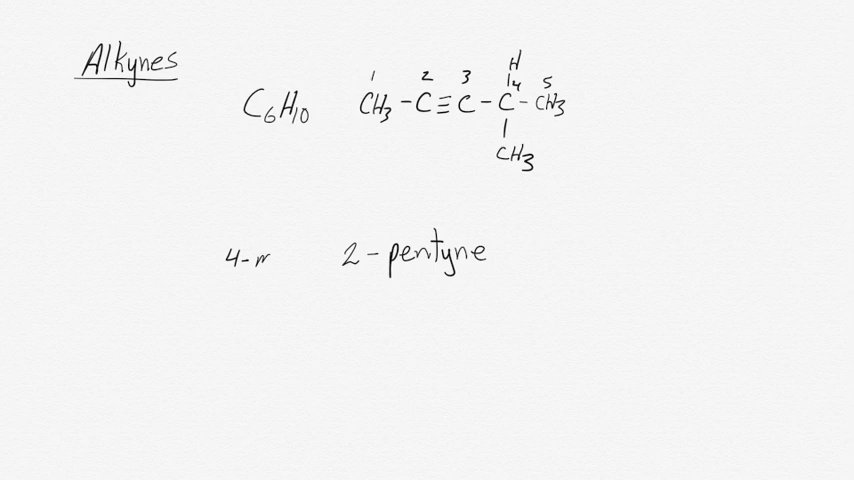 Alkynes
H
1 2 3 4 5
C6H10 CH3 - C ≡ C - C - CH3
CH3
4-m 2-pentyne